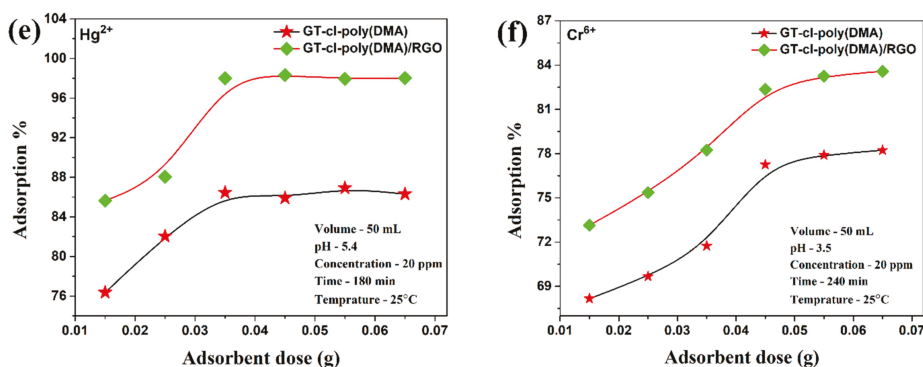 (e)
Hg2+
GT-cl-poly(DMA)
GT-cl-poly(DMA)/RGO
Adsorption %
104
100
96
92
88
84
80
76
Volume - 50 mL
pH - 5.4
Concentration - 20 ppm
Time - 180 min
Temprature - 25°C
0.01 0.02 0.03 0.04 0.05 0.06 0.07
Adsorbent dose (g)
(f)
Cr6+
GT-cl-poly(DMA)
GT-cl-poly(DMA)/RGO
Adsorption %
87
84
81
78
75
72
69
Volume - 50 mL
pH - 3.5
Concentration - 20 ppm
Time - 240 min
Temprature - 25°C
0.01 0.02 0.03 0.04 0.05 0.06 0.07
Adsorbent dose (g)